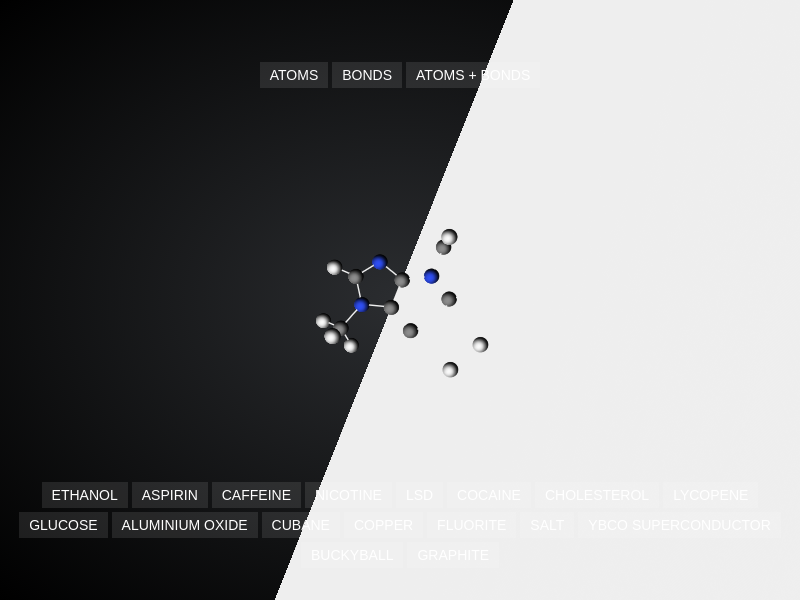 ATOMS BONDS ATOMS + BONDS
ETHANOL ASPIRIN CAFFEINE NICOTINE LSD COCAINE CHOLESTEROL LYCOPENE
GLUCOSE ALUMINIUM OXIDE CUBANE COPPER FLUORITE SALT YBCO SUPERCONDUCTOR
BUCKYBALL GRAPHITE